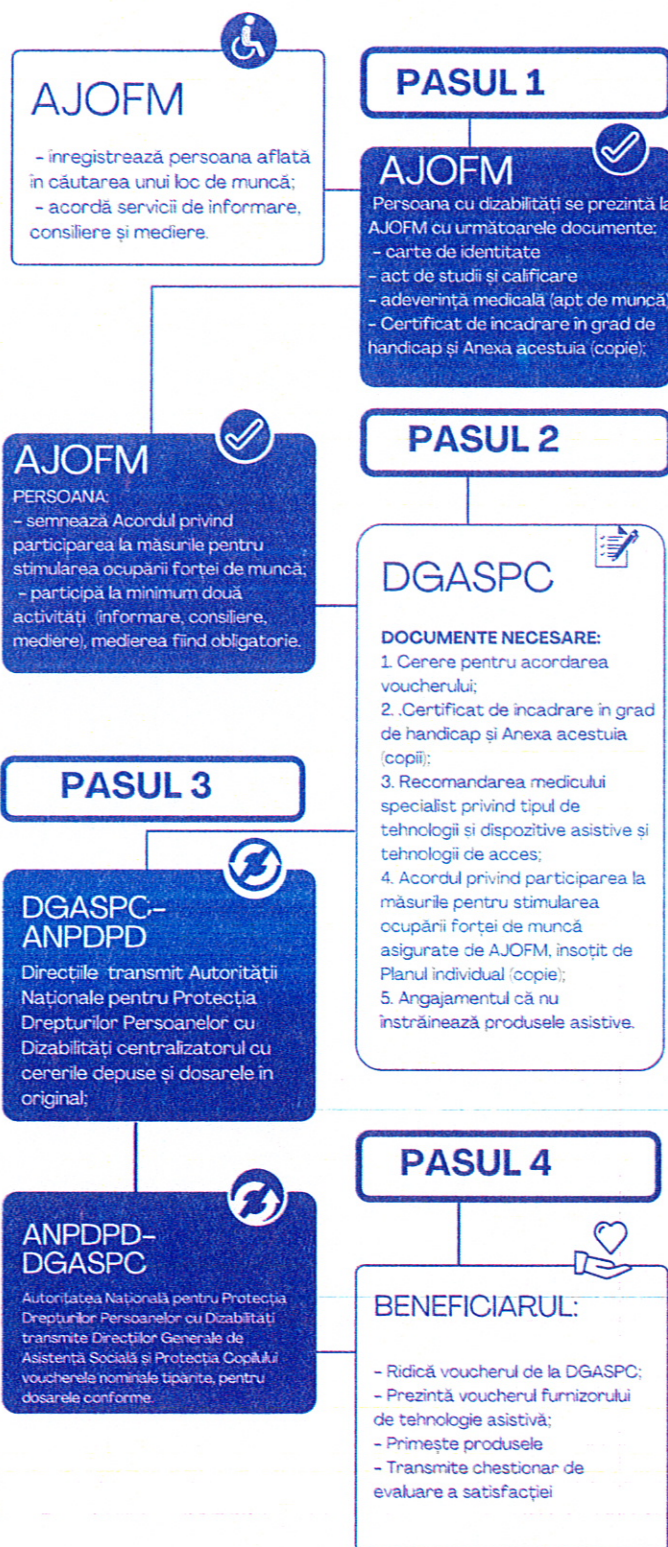 PASUL 1
AJOFM
Persoana cu dizabilități se prezintă la
AJOFM cu următoarele documente:
- carte de identitate
- act de studii și calificare
- adeverință medicală (apt de muncă)
- Certificat de încadrare în grad de
handicap și Anexa acestuia (copie);
AJOFM
- înregistrează persoana aflată
în căutarea unui loc de muncă;
- acordă servicii de informare,
consiliere și mediere.
AJOFM
PERSOANA:
- semnează Acordul privind
participarea la măsurile pentru
stimularea ocupării forței de muncă;
- participă la minimum două
activități (informare, consiliere,
mediere), medierea fiind obligatorie.
PASUL 2
DGASPC
DOCUMENTE NECESARE:
1. Cerere pentru acordarea
voucherului;
2. .Certificat de incadrare in grad
de handicap și Anexa acestuia
(copii);
3. Recomandarea medicului
specialist privind tipul de
tehnologii și dispozitive asistive și
tehnologii de acces;
4. Acordul privind participarea la
măsurile pentru stimularea
ocupării forței de muncă
asigurate de AJOFM, însoțit de
Planul individual (copie);
5. Angajamentul că nu
înstrăinează produsele asistive.
PASUL 3
DGASPC-
ANPDPD
Direcțiile transmit Autorității
Naționale pentru Protecția
Drepturilor Persoanelor cu
Dizabilități centralizatorul cu
cererile depuse și dosarele în
original;
ANPDPD-
DGASPC
Autoritatea Națională pentru Protecția
Drepturilor Persoanelor cu Dizabilități
transmite Direcțiilor Generale de
Asistență Socială și Protecția Copilului
voucherele nominale tipărite, pentru
dosarele conforme.
PASUL 4
BENEFICIARUL:
- Ridică voucherul de la DGASPC;
- Prezintă voucherul furnizorului
de tehnologie asistivă;
- Primește produsele
- Transmite chestionar de
evaluare a satisfacției